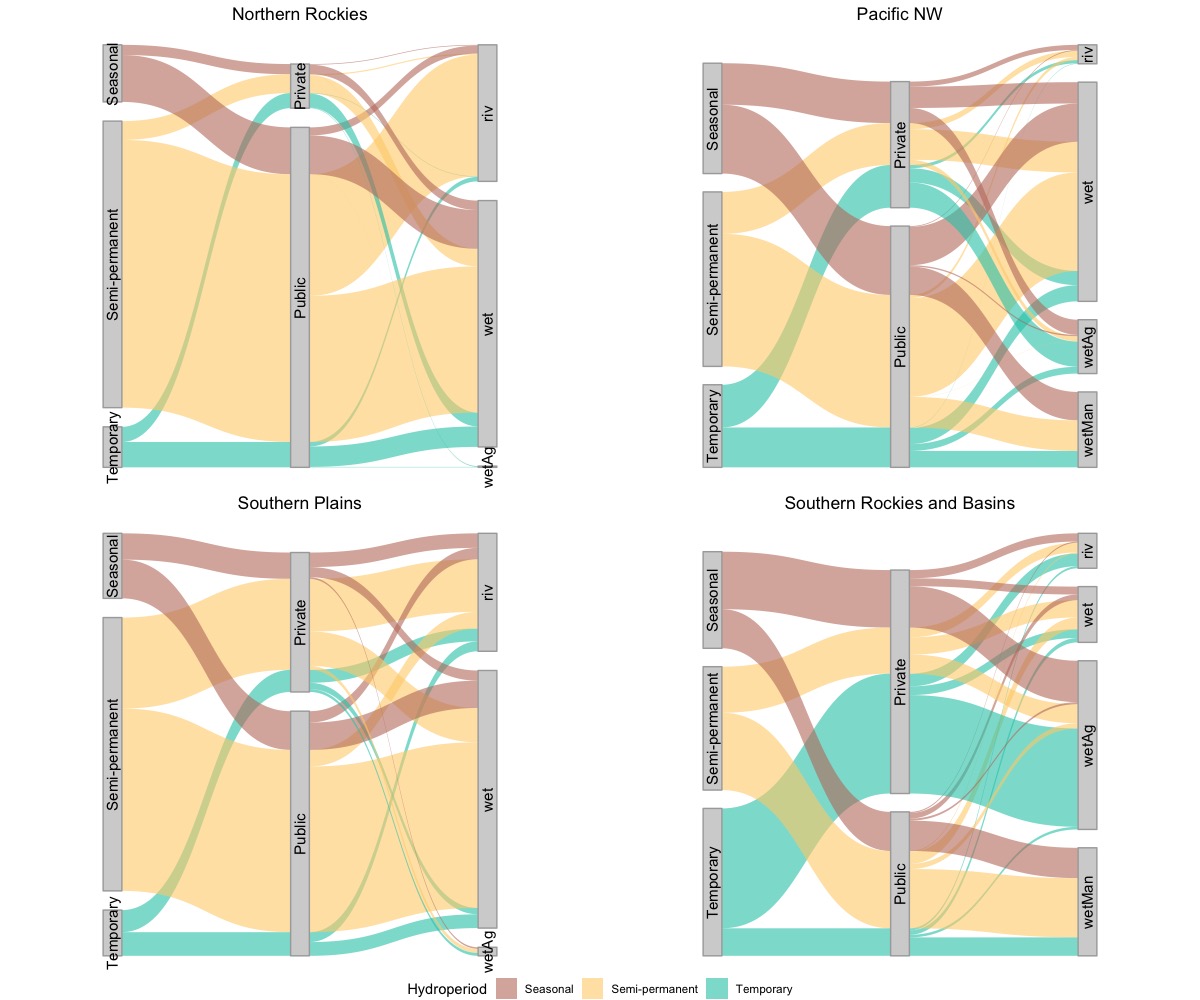 Northern Rockies
Seasonal
Semi-permanent
Temporary
Private
Public
riv
wet
wetAg
Pacific NW
Seasonal
Semi-permanent
Temporary
Private
Public
riv
wet
wetAg
wetMan
Southern Plains
Seasonal
Semi-permanent
Temporary
Private
Public
riv
wet
wetAg
Southern Rockies and Basins
Seasonal
Semi-permanent
Temporary
Private
Public
riv
wet
wetAg
wetMan
Hydroperiod Seasonal Semi-permanent Temporary